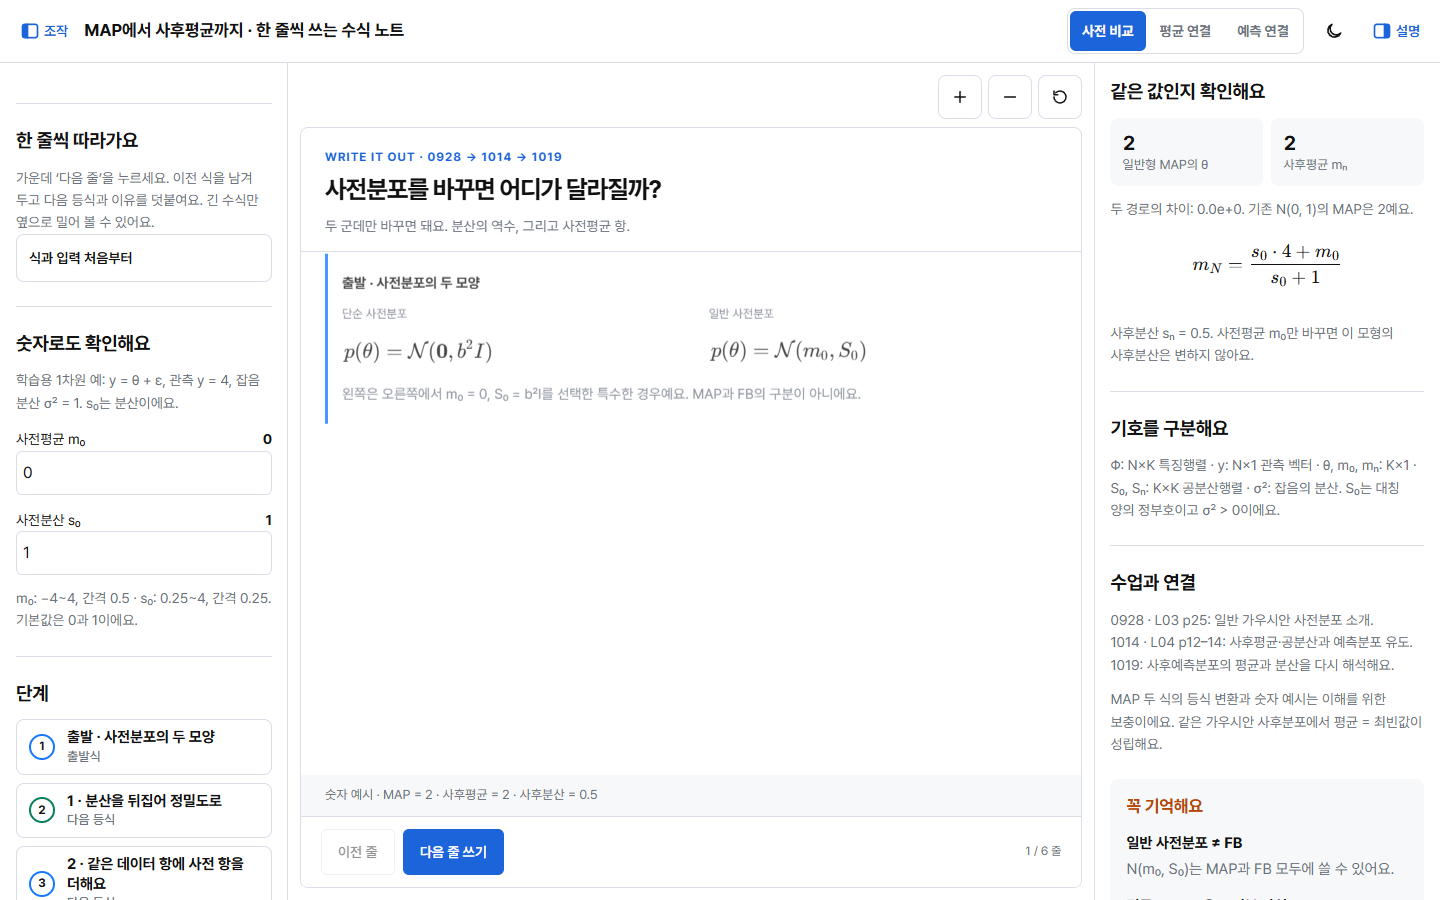 조작
MAP에서 사후평균까지 · 한 줄씩 쓰는 수식 노트
사전 비교
평균 연결
예측 연결
설명
한 줄씩 따라가요
가운데 ‘다음 줄’을 누르세요. 이전 식을 남겨
두고 다음 등식과 이유를 덧붙여요. 긴 수식만
옆으로 밀어 볼 수 있어요.
식과 입력 처음부터
숫자로도 확인해요
학습용 1차원 예: y = θ + ε, 관측 y = 4, 잡음
분산 σ² = 1. s₀는 분산이에요.
사전평균 m₀ 0
0
사전분산 s₀ 1
1
m₀: −4~4, 간격 0.5 · s₀: 0.25~4, 간격 0.25.
기본값은 0과 1이에요.
단계
1
출발 · 사전분포의 두 모양
출발식
2
1 · 분산을 뒤집어 정밀도로
다음 등식
3
2 · 같은 데이터 항에 사전 항을
더해요
WRITE IT OUT · 0928 → 1014 → 1019
사전분포를 바꾸면 어디가 달라질까?
두 군데만 바꾸면 돼요. 분산의 역수, 그리고 사전평균 항.
출발 · 사전분포의 두 모양
단순 사전분포
p(θ) = 𝒩(𝟎, b²I)
일반 사전분포
p(θ) = 𝒩(m₀, S₀)
왼쪽은 오른쪽에서 m₀ = 0, S₀ = b²I를 선택한 특수한 경우예요. MAP과 FB의 구분이 아니에요.
숫자 예시 · MAP = 2 · 사후평균 = 2 · 사후분산 = 0.5
이전 줄
다음 줄 쓰기
1 / 6 줄
같은 값인지 확인해요
2
일반형 MAP의 θ
2
사후평균 mₙ
두 경로의 차이: 0.0e+0. 기존 N(0, 1)의 MAP은 2예요.
m_N = (s₀ · 4 + m₀) / (s₀ + 1)
사후분산 sₙ = 0.5. 사전평균 m₀만 바꾸면 이 모형의
사후분산은 변하지 않아요.
기호를 구분해요
Φ: N×K 특징행렬 · y: N×1 관측 벡터 · θ, m₀, mₙ: K×1 ·
S₀, Sₙ: K×K 공분산행렬 · σ²: 잡음의 분산. S₀는 대칭
양의 정부호이고 σ² > 0이에요.
수업과 연결
0928 · L03 p25: 일반 가우시안 사전분포 소개.
1014 · L04 p12–14: 사후평균·공분산과 예측분포 유도.
1019: 사후예측분포의 평균과 분산을 다시 해석해요.
MAP 두 식의 등식 변환과 숫자 예시는 이해를 위한
보충이에요. 같은 가우시안 사후분포에서 평균 = 최빈값이
성립해요.
꼭 기억해요
일반 사전분포 ≠ FB
N(m₀, S₀)는 MAP과 FB 모두에 쓸 수 있어요.